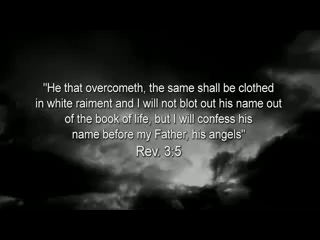 "He that overcometh, the same shall be clothed
in white raiment and I will not blot out his name out
of the book of life, but I will confess his
name before my Father, his angels"
Rev. 3:5